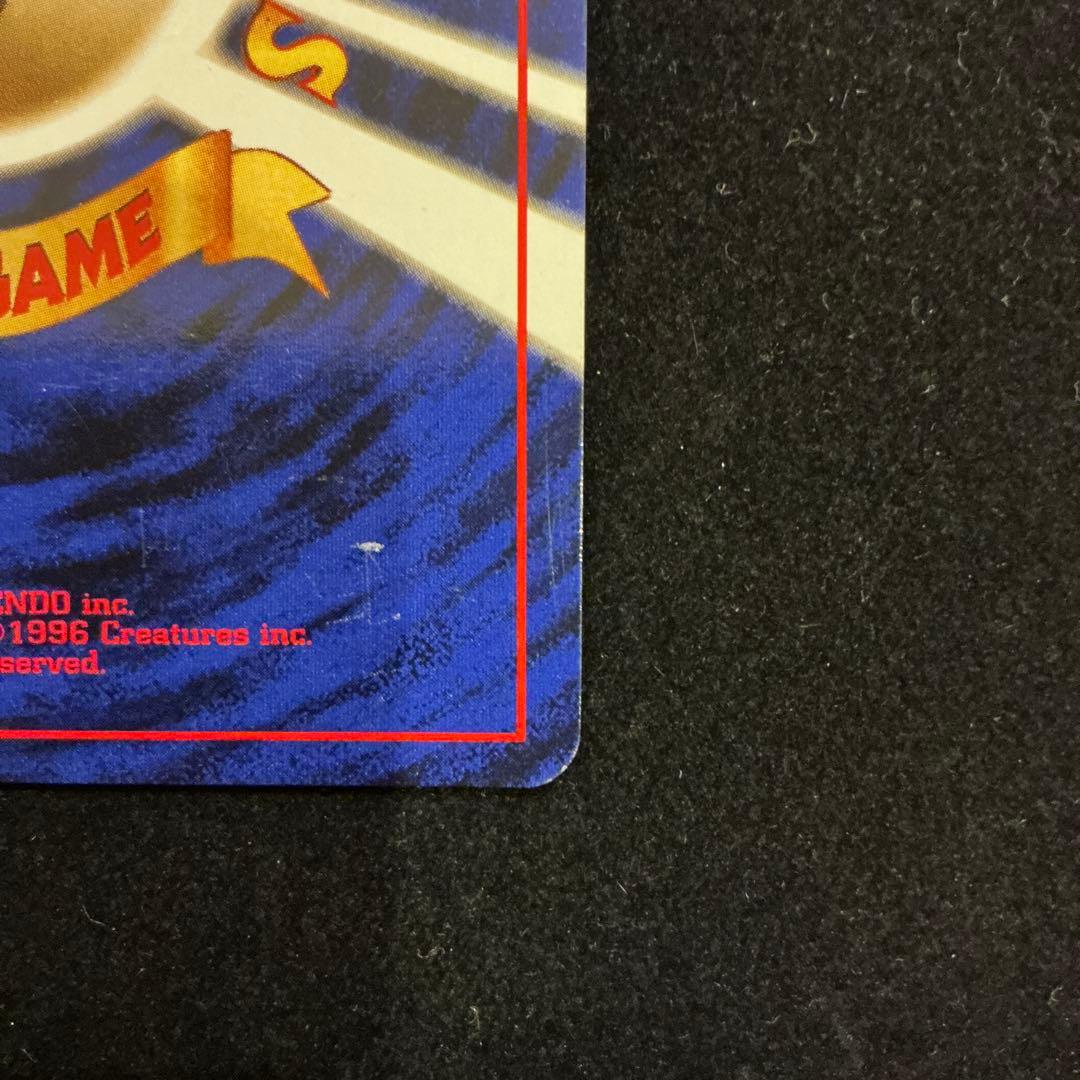 S
GAME
ENDO inc.
©1996 Creatures inc.
served.